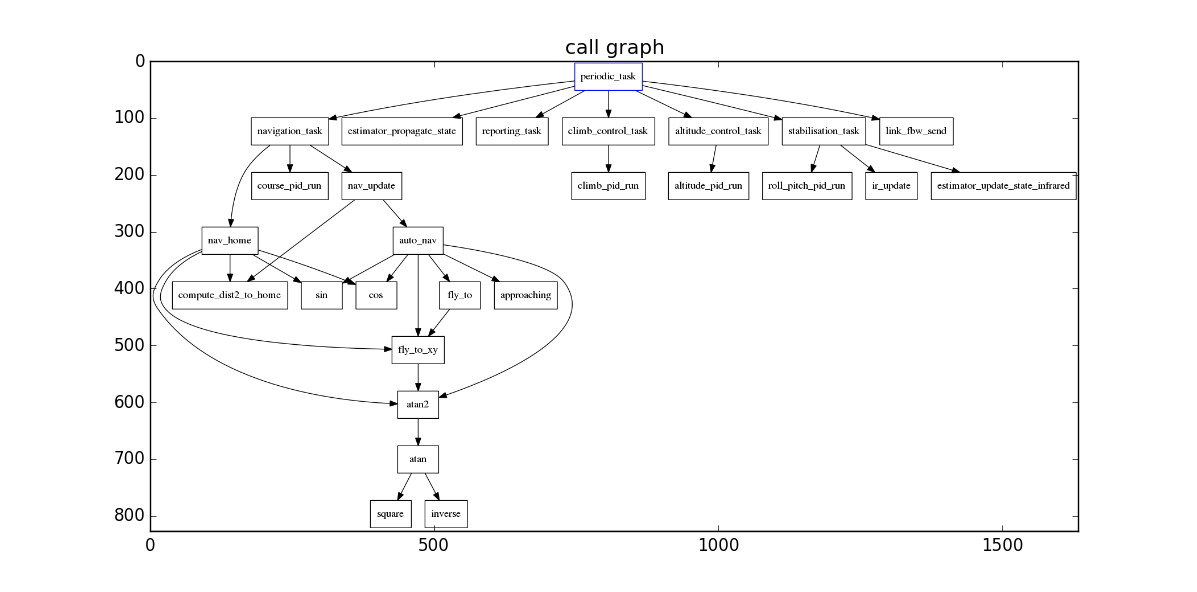 call graph
0
periodic_task
100
navigation_task estimator_propagate_state reporting_task climb_control_task altitude_control_task stabilisation_task link_fbw_send
200
course_pid_run nav_update climb_pid_run altitude_pid_run roll_pitch_pid_run ir_update estimator_update_state_infrared
300
nav_home auto_nav
400
compute_dist2_to_home sin cos fly_to approaching
500
fly_to_xy
600
atan2
700
atan
800
square inverse
0 500 1000 1500